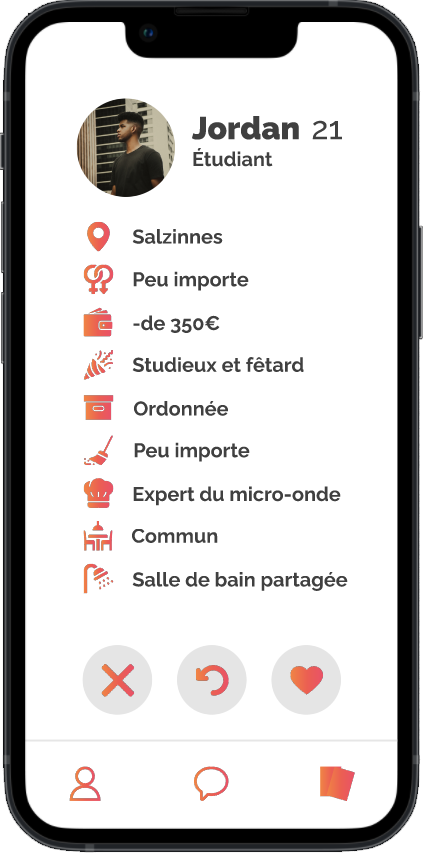 Jordan 21
Étudiant
Salzinnes
Peu importe
-de 350€
Studieux et fêtard
Ordonnée
Peu importe
Expert du micro-onde
Commun
Salle de bain partagée